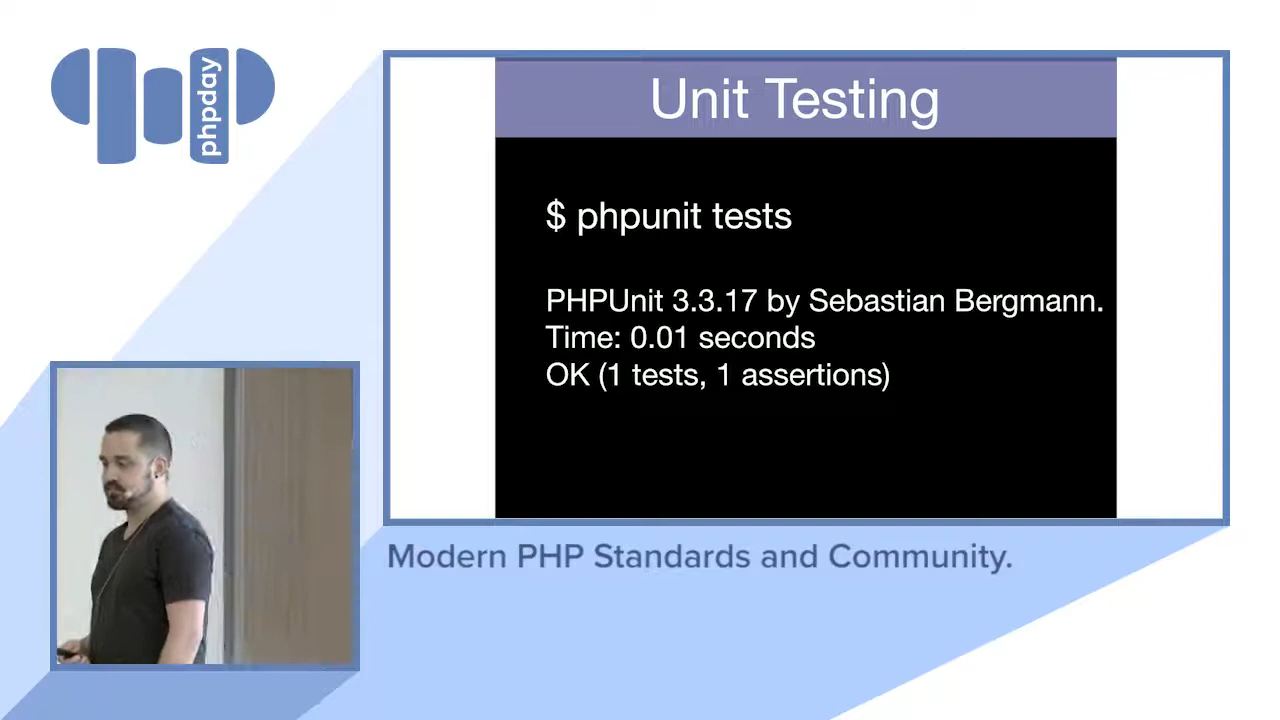 phpday
Unit Testing
$ phpunit tests
PHPUnit 3.3.17 by Sebastian Bergmann.
Time: 0.01 seconds
OK (1 tests, 1 assertions)
Modern PHP Standards and Community.